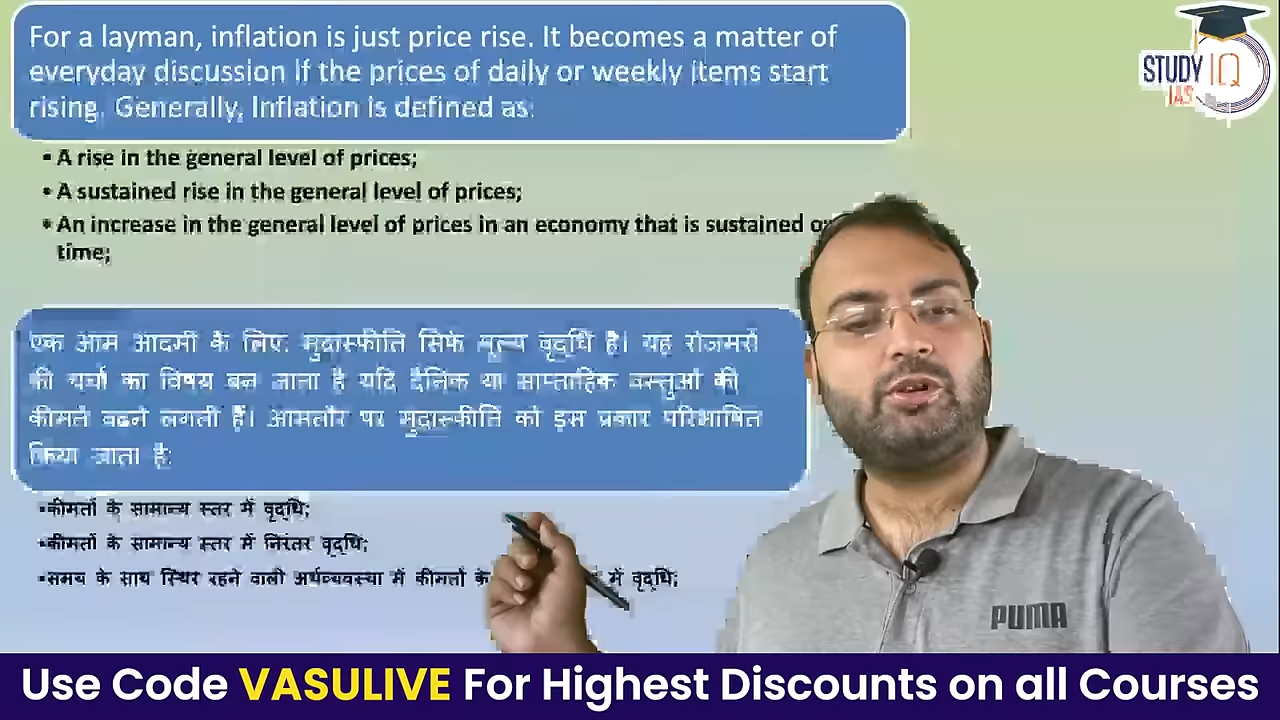 For a layman, inflation is just price rise. It becomes a matter of
everyday discussion if the prices of daily or weekly items start
rising. Generally, Inflation is defined as:
STUDY IQ
IAS
• A rise in the general level of prices;
• A sustained rise in the general level of prices;
• An increase in the general level of prices in an economy that is sustained
time;
एक आम आदमी के लिए, मुद्रास्फीति सिर्फ मूल्य वृद्धि है। यह रोजमर्रा
की चर्चा का विषय बन जाता है यदि दैनिक या साप्ताहिक वस्तुओं की
कीमतें बढ़ने लगती हैं। आमतौर पर मुद्रास्फीति को इस प्रकार परिभाषित
किया जाता है:
▪कीमतों के सामान्य स्तर में वृद्धि;
▪कीमतों के सामान्य स्तर में निरंतर वृद्धि;
▪समय के साथ स्थिर रहने वाली अर्थव्यवस्था में कीमतों के में वृद्धि;
PUMA
Use Code VASULIVE For Highest Discounts on all Courses